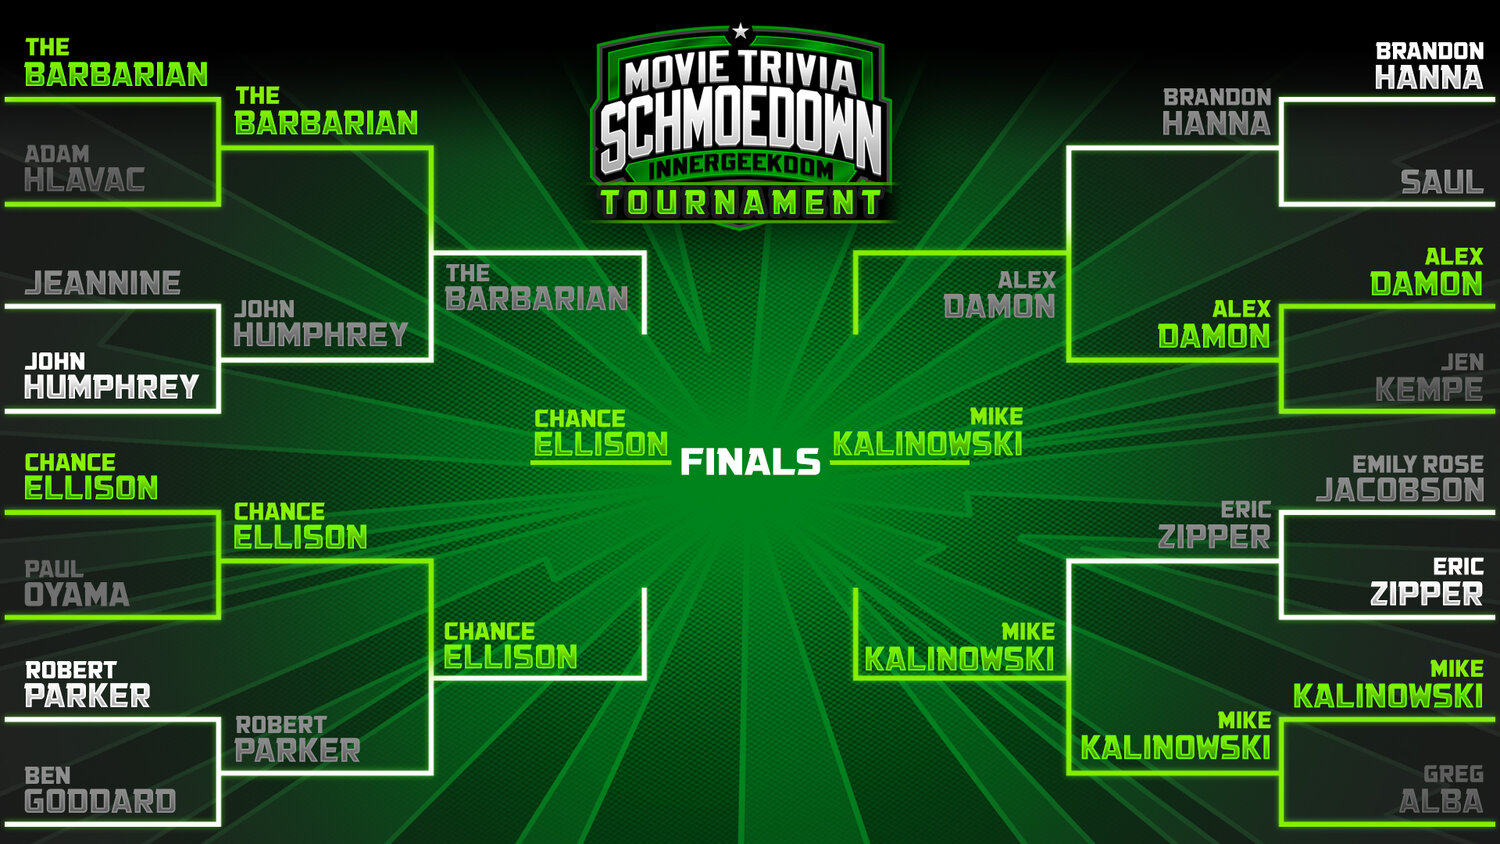 MOVIE TRIVIA
SCHMOEDOWN
INNERGEEKDOM
TOURNAMENT
THE
BARBARIAN
ADAM
HLAVAC
JEANNINE
JOHN
HUMPHREY
CHANCE
ELLISON
PAUL
OYAMA
ROBERT
PARKER
BEN
GODDARD
THE
BARBARIAN
JOHN
HUMPHREY
CHANCE
ELLISON
ROBERT
PARKER
THE
BARBARIAN
CHANCE
ELLISON
CHANCE
ELLISON
FINALS
MIKE
KALINOWSKI
ALEX
DAMON
MIKE
KALINOWSKI
BRANDON
HANNA
ALEX
DAMON
ERIC
ZIPPER
MIKE
KALINOWSKI
BRANDON
HANNA
SAUL
ALEX
DAMON
JEN
KEMPE
EMILY ROSE
JACOBSON
ERIC
ZIPPER
MIKE
KALINOWSKI
GREG
ALBA